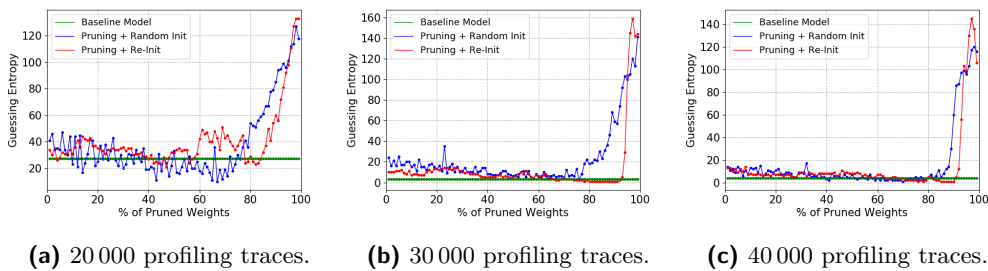 Baseline Model
Pruning + Random Init
Pruning + Re-Init
Guessing Entropy
120
100
80
60
40
20
0 20 40 60 80 100
% of Pruned Weights
(a) 20 000 profiling traces.
Baseline Model
Pruning + Random Init
Pruning + Re-Init
Guessing Entropy
160
140
120
100
80
60
40
20
0
0 20 40 60 80 100
% of Pruned Weights
(b) 30 000 profiling traces.
Baseline Model
Pruning + Random Init
Pruning + Re-Init
Guessing Entropy
140
120
100
80
60
40
20
0
0 20 40 60 80 100
% of Pruned Weights
(c) 40 000 profiling traces.